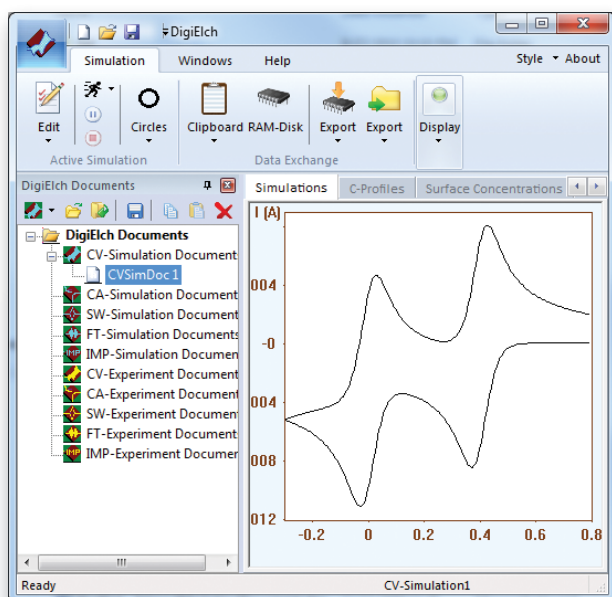 DigiElch
Simulation Windows Help Style About
Edit Circles Clipboard RAM-Disk Export Export Display
Active Simulation Data Exchange
DigiElch Documents
DigiElch Documents
CV-Simulation Document
CVSimDoc 1
CA-Simulation Document
SW-Simulation Document
FT-Simulation Documents
IMP-Simulation Documen
CV-Experiment Document
CA-Experiment Document
SW-Experiment Documen
FT-Experiment Document
IMP-Experiment Documer
Simulations C-Profiles Surface Concentrations
I (A)
004
-0
004
008
012
-0.2 0 0.2 0.4 0.6 0.8
Ready CV-Simulation1